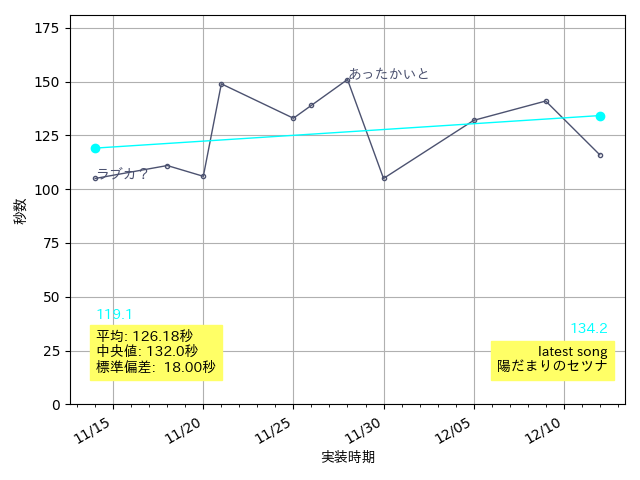 175
150
125
100
75
50
25
0
秒数
あったかいと
ラブカ？
119.1
平均: 126.18秒
中央値: 132.0秒
標準偏差: 18.00秒
134.2
latest song
陽だまりのセツナ
11/15
11/20
11/25
11/30
12/05
12/10
実装時期